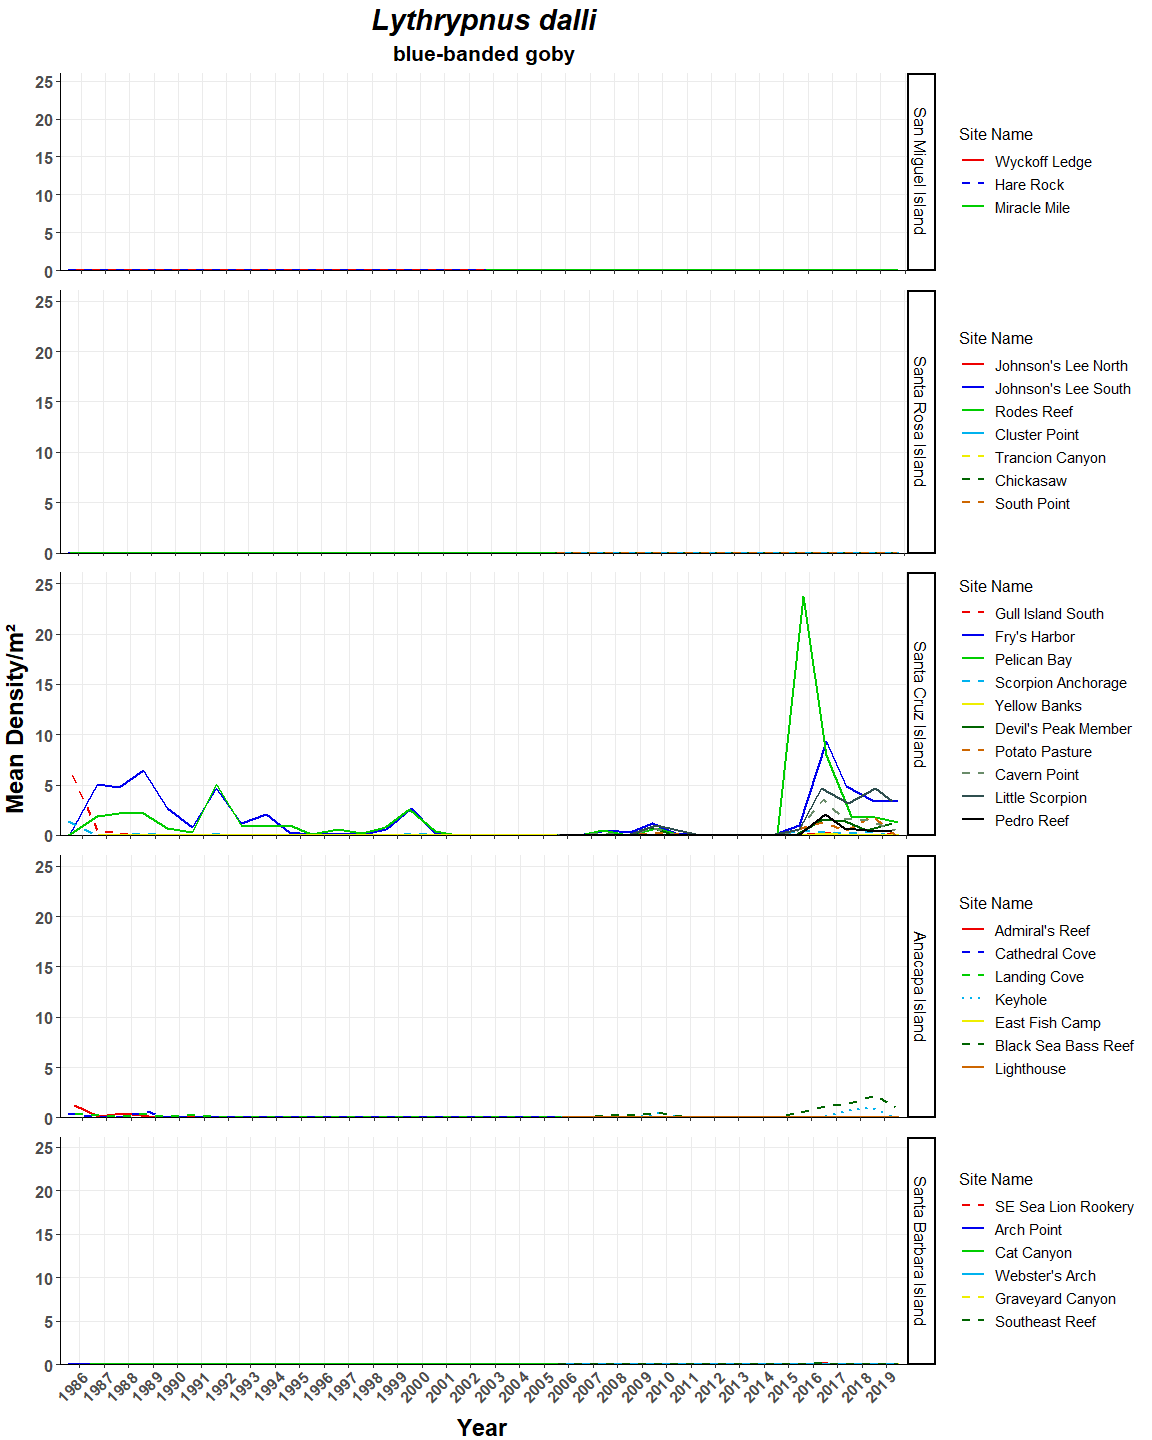 Lythrypnus dalli
blue-banded goby
Mean Density/m²
25
20
15
10
5
0
San Miguel Island
Site Name
Wyckoff Ledge
Hare Rock
Miracle Mile
25
20
15
10
5
0
Santa Rosa Island
Site Name
Johnson's Lee North
Johnson's Lee South
Rodes Reef
Cluster Point
Trancion Canyon
Chickasaw
South Point
25
20
15
10
5
0
Santa Cruz Island
Site Name
Gull Island South
Fry's Harbor
Pelican Bay
Scorpion Anchorage
Yellow Banks
Devil's Peak Member
Potato Pasture
Cavern Point
Little Scorpion
Pedro Reef
25
20
15
10
5
0
Anacapa Island
Site Name
Admiral's Reef
Cathedral Cove
Landing Cove
Keyhole
East Fish Camp
Black Sea Bass Reef
Lighthouse
25
20
15
10
5
0
Santa Barbara Island
Site Name
SE Sea Lion Rookery
Arch Point
Cat Canyon
Webster's Arch
Graveyard Canyon
Southeast Reef
1986 1987 1988 1989 1990 1991 1992 1993 1994 1995 1996 1997 1998 1999 2000 2001 2002 2003 2004 2005 2006 2007 2008 2009 2010 2011 2012 2013 2014 2015 2016 2017 2018 2019
Year